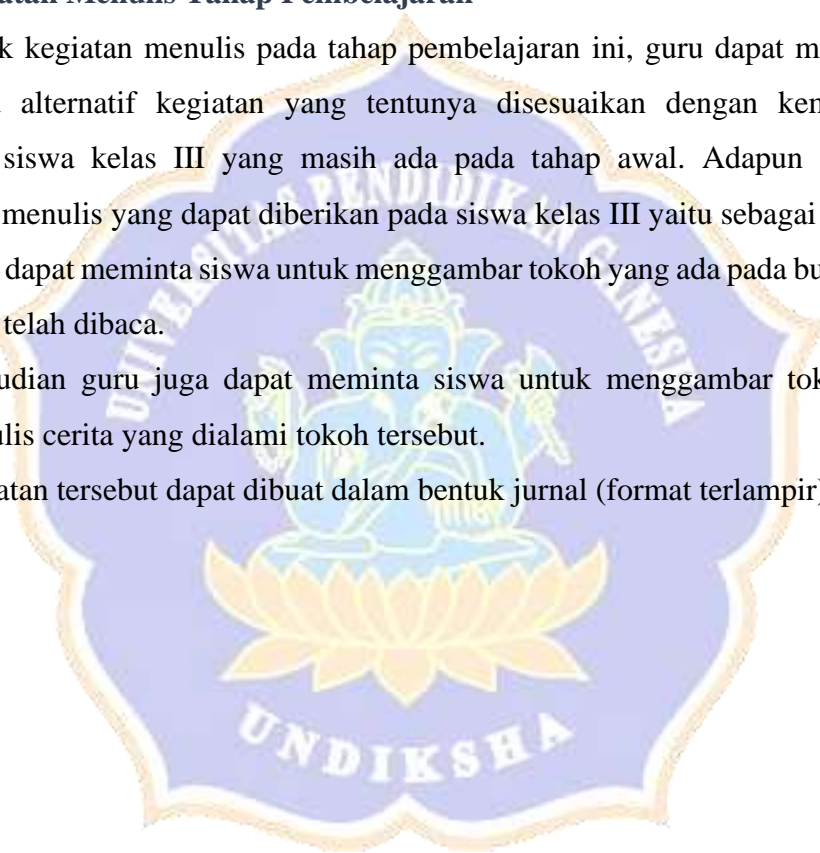 atan Menulis Tahap Pembelajaran
k kegiatan menulis pada tahap pembelajaran ini, guru dapat m
alternatif kegiatan yang tentunya disesuaikan dengan ken
siswa kelas III yang masih ada pada tahap awal. Adapun
menulis yang dapat diberikan pada siswa kelas III yaitu sebagai
dapat meminta siswa untuk menggambar tokoh yang ada pada bu
telah dibaca.
udian guru juga dapat meminta siswa untuk menggambar tok
ulis cerita yang dialami tokoh tersebut.
atan tersebut dapat dibuat dalam bentuk jurnal (format terlampir)
UNIVERSITAS PENDIDIKAN GANESHA
UNDIKSHA